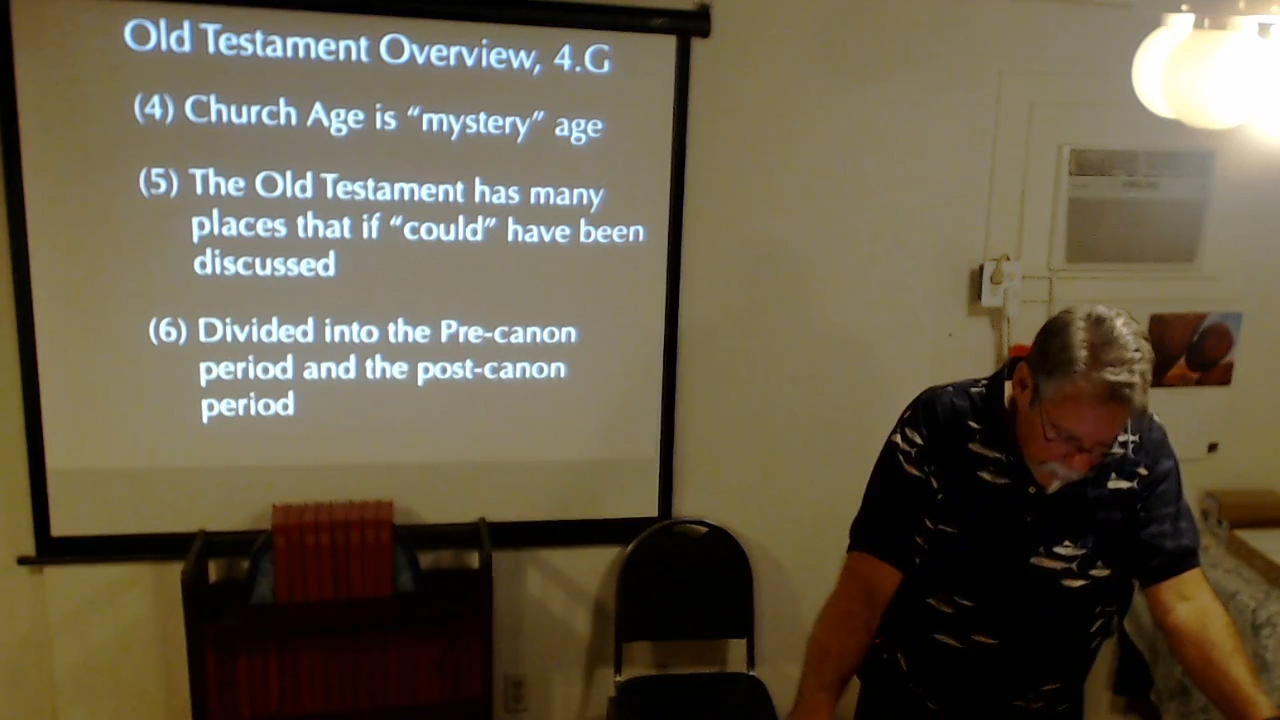 Old Testament Overview, 4.G
(4) Church Age is “mystery” age
(5) The Old Testament has many
places that if “could” have been
discussed
(6) Divided into the Pre-canon
period and the post-canon
period